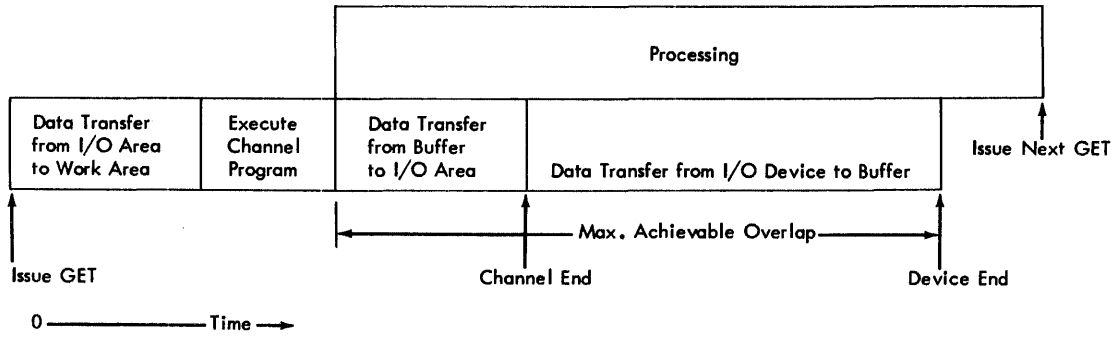 Processing
Data Transfer
from I/O Area
to Work Area
Execute
Channel
Program
Data Transfer
from Buffer
to I/O Area
Data Transfer from I/O Device to Buffer
Issue Next GET
Max. Achievable Overlap
Issue GET
Channel End
Device End
0 Time